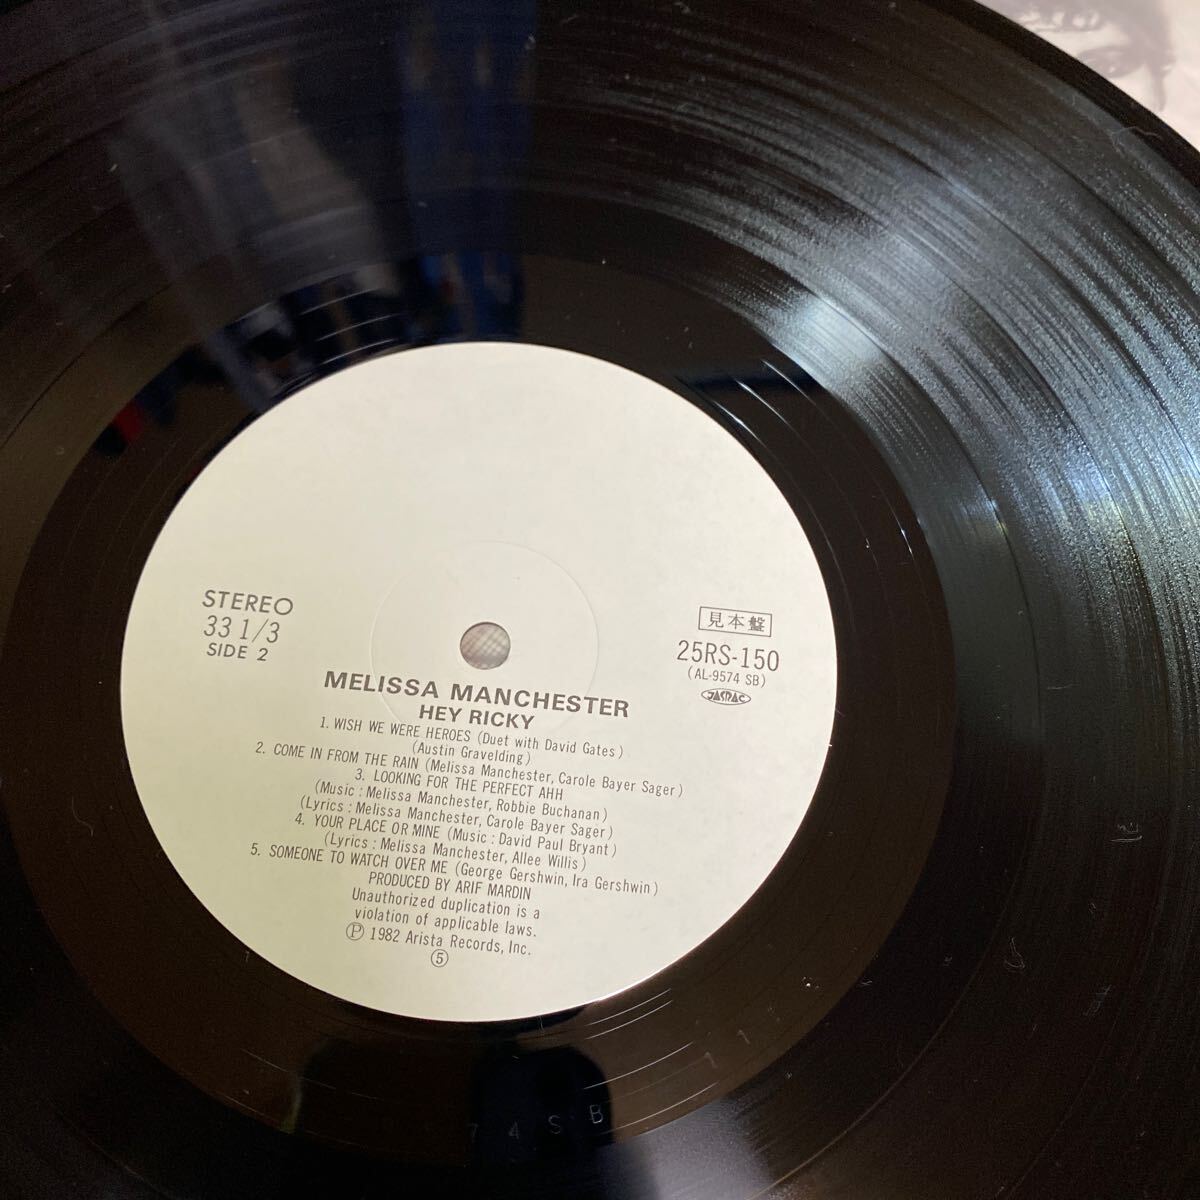 STEREO
33 1/3
SIDE 2
見本盤
25RS-150
(AL-9574 SB)
JASRAC
MELISSA MANCHESTER
HEY RICKY
1. WISH WE WERE HEROES (Duet with David Gates)
(Austin Gravelding)
2. COME IN FROM THE RAIN (Melissa Manchester, Carole Bayer Sager)
3. LOOKING FOR THE PERFECT AHH
(Music : Melissa Manchester, Robbie Buchanan)
(Lyrics : Melissa Manchester, Carole Bayer Sager)
4. YOUR PLACE OR MINE (Music : David Paul Bryant)
(Lyrics : Melissa Manchester, Allee Willis)
5. SOMEONE TO WATCH OVER ME (George Gershwin, Ira Gershwin)
PRODUCED BY ARIF MARDIN
Unauthorized duplication is a
violation of applicable laws.
Ⓟ 1982 Arista Records, Inc.
⑤
74SB